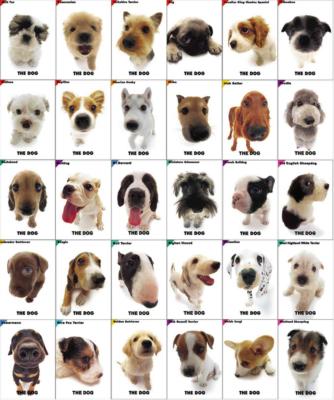 Pomeranian
Yorkshire Terrier
Pug
Cavalier King Charles Spaniel
THE DOG THE DOG THE DOG THE DOG THE DOG THE DOG
Maltese
Papillon
Siberian Husky
Irish Setter
Poodle
THE DOG THE DOG THE DOG THE DOG THE DOG THE DOG
Dachshund
Bulldog
St. Bernard
Miniature Schnauzer
French Bulldog
Old English Sheepdog
THE DOG THE DOG THE DOG THE DOG THE DOG THE DOG
Labrador Retriever
Beagle
Bull Terrier
Afghan Hound
Dalmatian
West Highland White Terrier
THE DOG THE DOG THE DOG THE DOG THE DOG THE DOG
Dobermann
Wire Fox Terrier
Golden Retriever
Jack Russell Terrier
Welsh Corgi
Shetland Sheepdog
THE DOG THE DOG THE DOG THE DOG THE DOG THE DOG